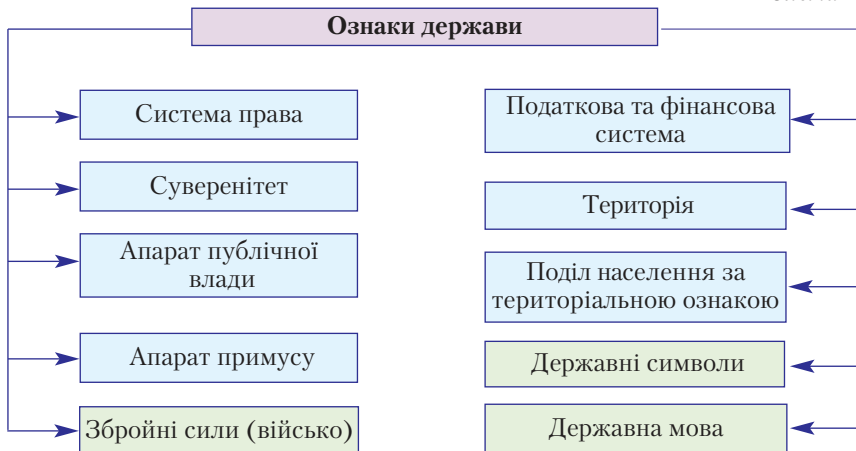 Ознаки держави
Система права
Суверенітет
Апарат публічної
влади
Апарат примусу
Збройні сили (військо)
Податкова та фінансова
система
Територія
Поділ населення за
територіальною ознакою
Державні символи
Державна мова